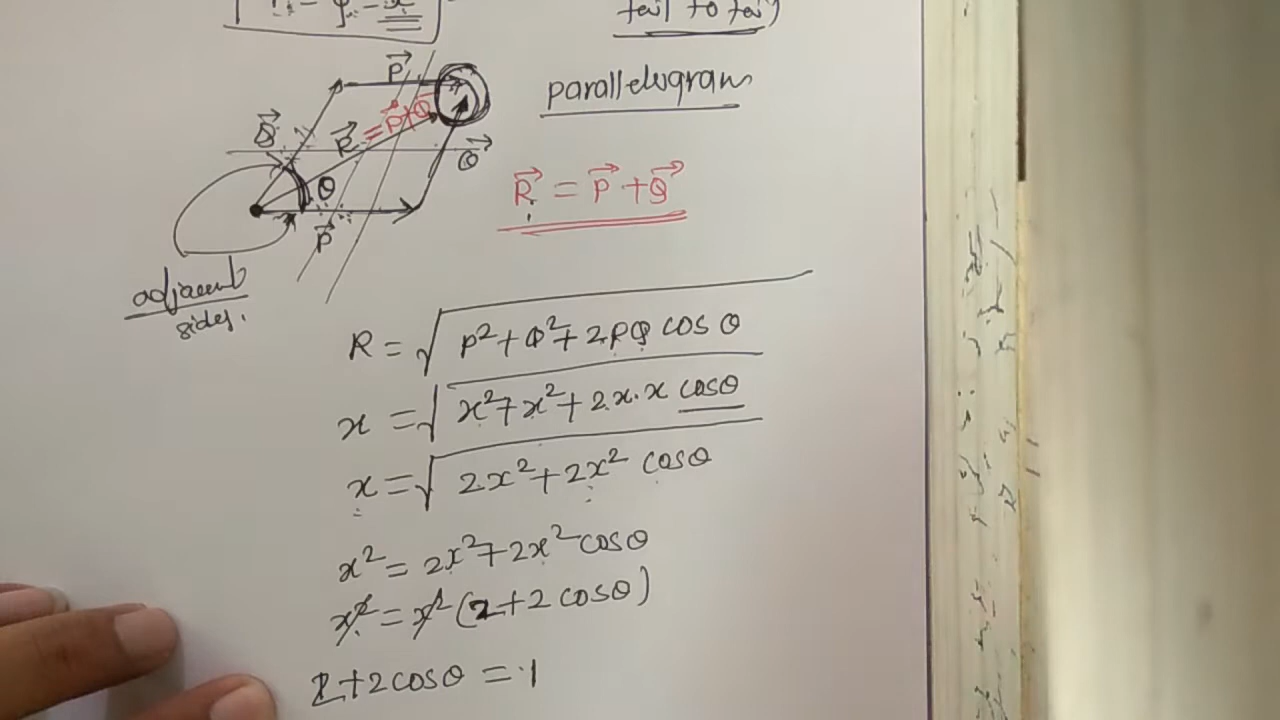 tail to tail
parallelogram
P⃗
Q⃗
R⃗ = P⃗+Q⃗
θ
Q⃗
P⃗
R⃗ = P⃗ + Q⃗
adjacent
sides.
R = √(P² + Q² + 2PQ cos θ)
x = √(x² + x² + 2x·x cosθ)
x = √(2x² + 2x² cosθ)
x² = 2x² + 2x² cosθ
x² = x² (2 + 2 cosθ)
2 + 2 cosθ = 1